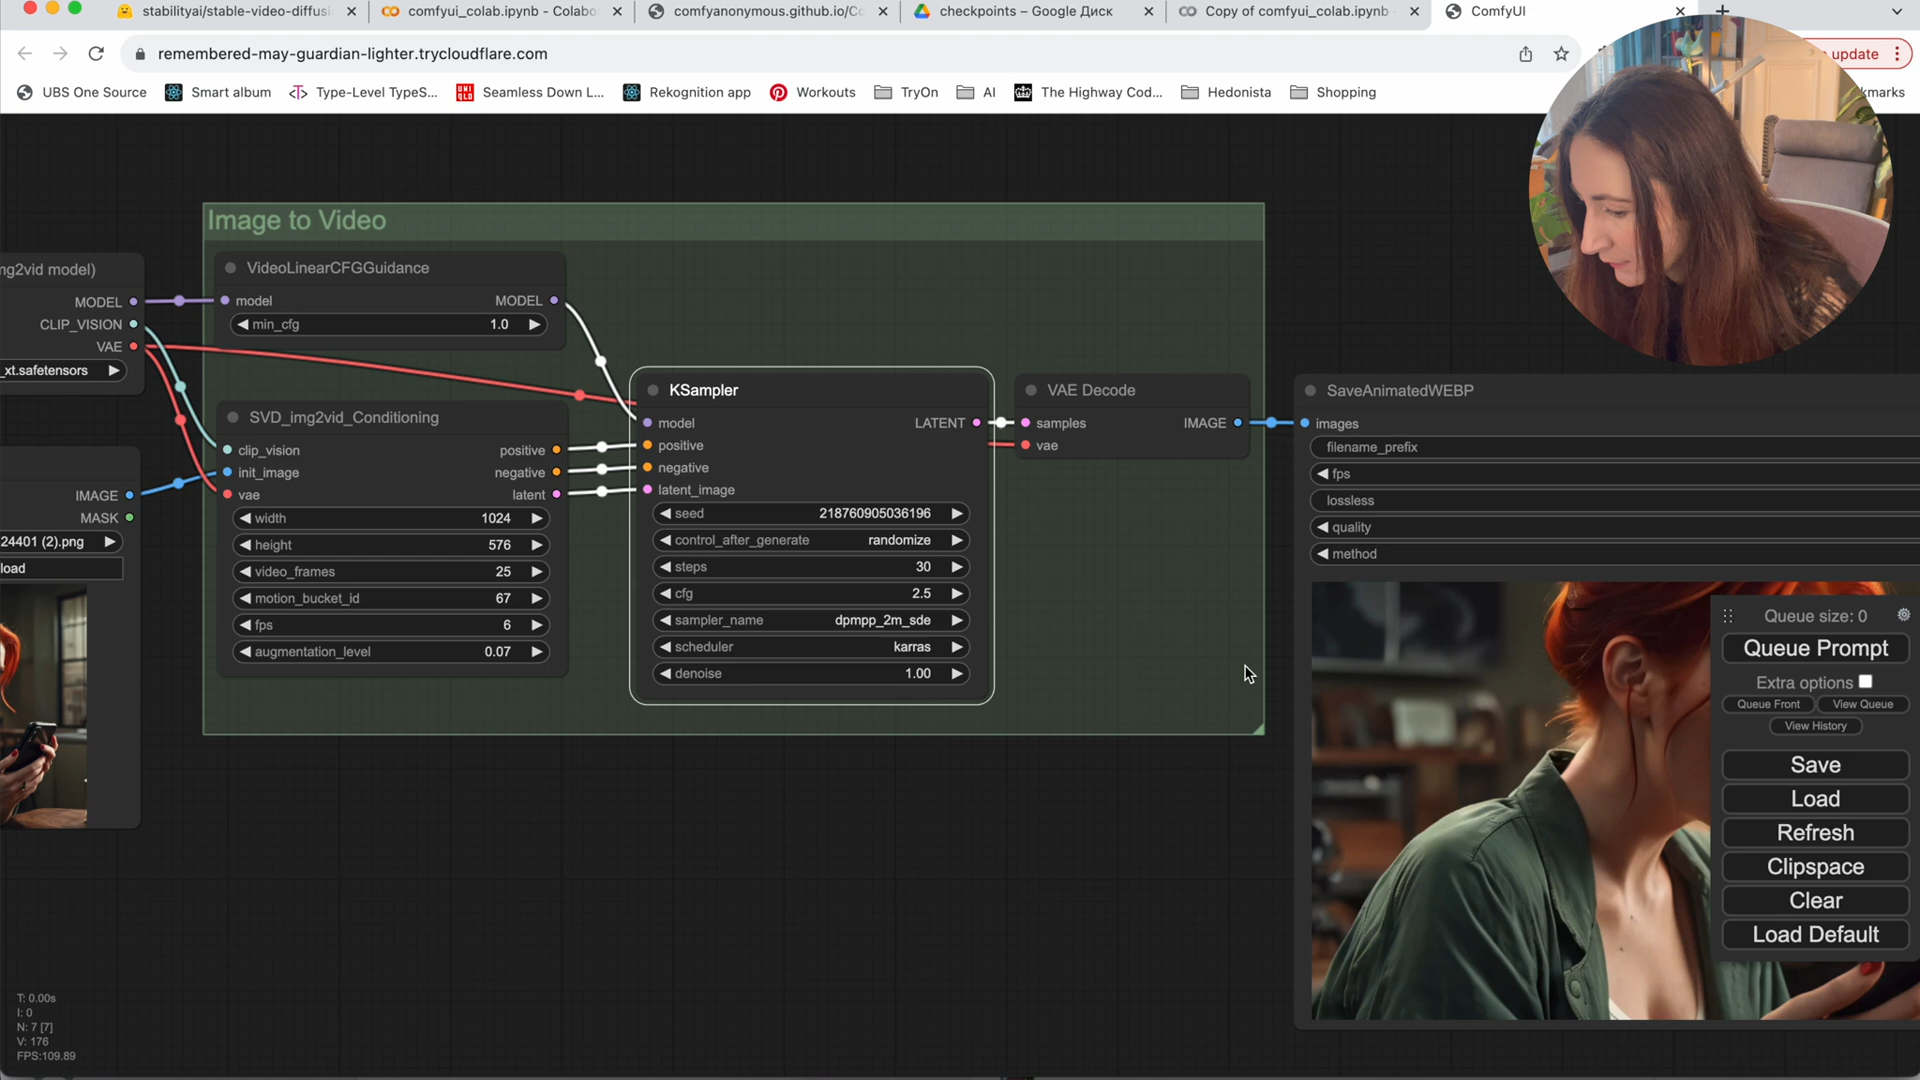 stabilityai/stable-video-diffusi
comfyui_colab.ipynb - Colabo
comfyanonymous.github.io/Co
checkpoints – Google Диск
Copy of comfyui_colab.ipynb
ComfyUI
remembered-may-guardian-lighter.trycloudflare.com
update
UBS One Source
Smart album
Type-Level TypeS...
UNI QLO
Seamless Down L...
Rekognition app
Workouts
TryOn
AI
The Highway Cod...
Hedonista
Shopping
kmarks
Image to Video
mg2vid model)
MODEL
CLIP_VISION
VAE
_xt.safetensors
VideoLinearCFGGuidance
model
MODEL
min_cfg 1.0
SVD_img2vid_Conditioning
clip_vision
positive
init_image
negative
vae
latent
width 1024
height 576
video_frames 25
motion_bucket_id 67
fps 6
augmentation_level 0.07
IMAGE
MASK
24401 (2).png
load
KSampler
model
LATENT
positive
negative
latent_image
seed 218760905036196
control_after_generate randomize
steps 30
cfg 2.5
sampler_name dpmpp_2m_sde
scheduler karras
denoise 1.00
VAE Decode
samples
IMAGE
vae
SaveAnimatedWEBP
images
filename_prefix
fps
lossless
quality
method
Queue size: 0
Queue Prompt
Extra options
Queue Front
View Queue
View History
Save
Load
Refresh
Clipspace
Clear
Load Default
T: 0.00s
I: 0
N: 7 [7]
V: 176
FPS:109.89